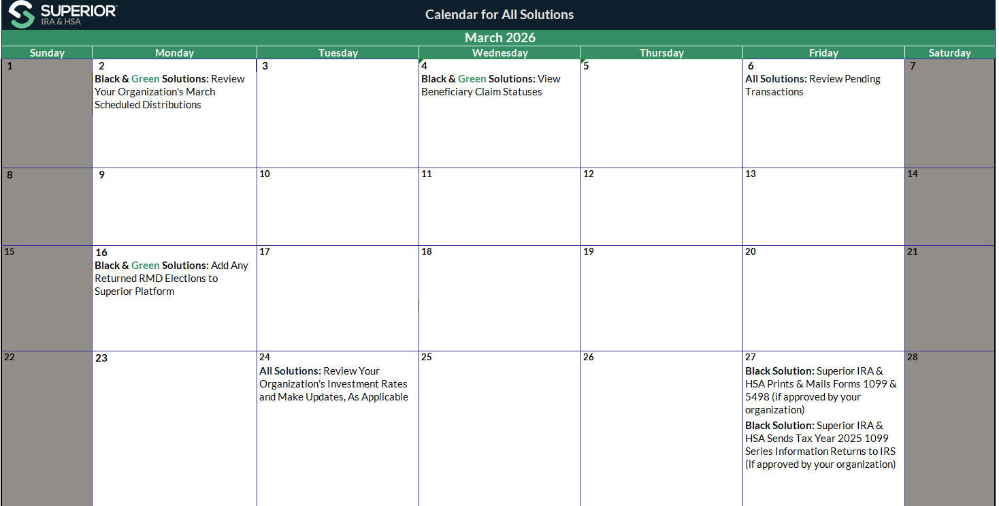 SUPERIOR
IRA & HSA
Calendar for All Solutions
March 2026
Sunday Monday Tuesday Wednesday Thursday Friday Saturday
1
2
Black & Green Solutions: Review
Your Organization's March
Scheduled Distributions
3
4
Black & Green Solutions: View
Beneficiary Claim Statuses
5
6
All Solutions: Review Pending
Transactions
7
8
9
10
11
12
13
14
15
16
Black & Green Solutions: Add Any
Returned RMD Elections to
Superior Platform
17
18
19
20
21
22
23
24
All Solutions: Review Your
Organization's Investment Rates
and Make Updates, As Applicable
25
26
27
Black Solution: Superior IRA &
HSA Prints & Mails Forms 1099 &
5498 (if approved by your
organization)
Black Solution: Superior IRA &
HSA Sends Tax Year 2025 1099
Series Information Returns to IRS
(if approved by your organization)
28